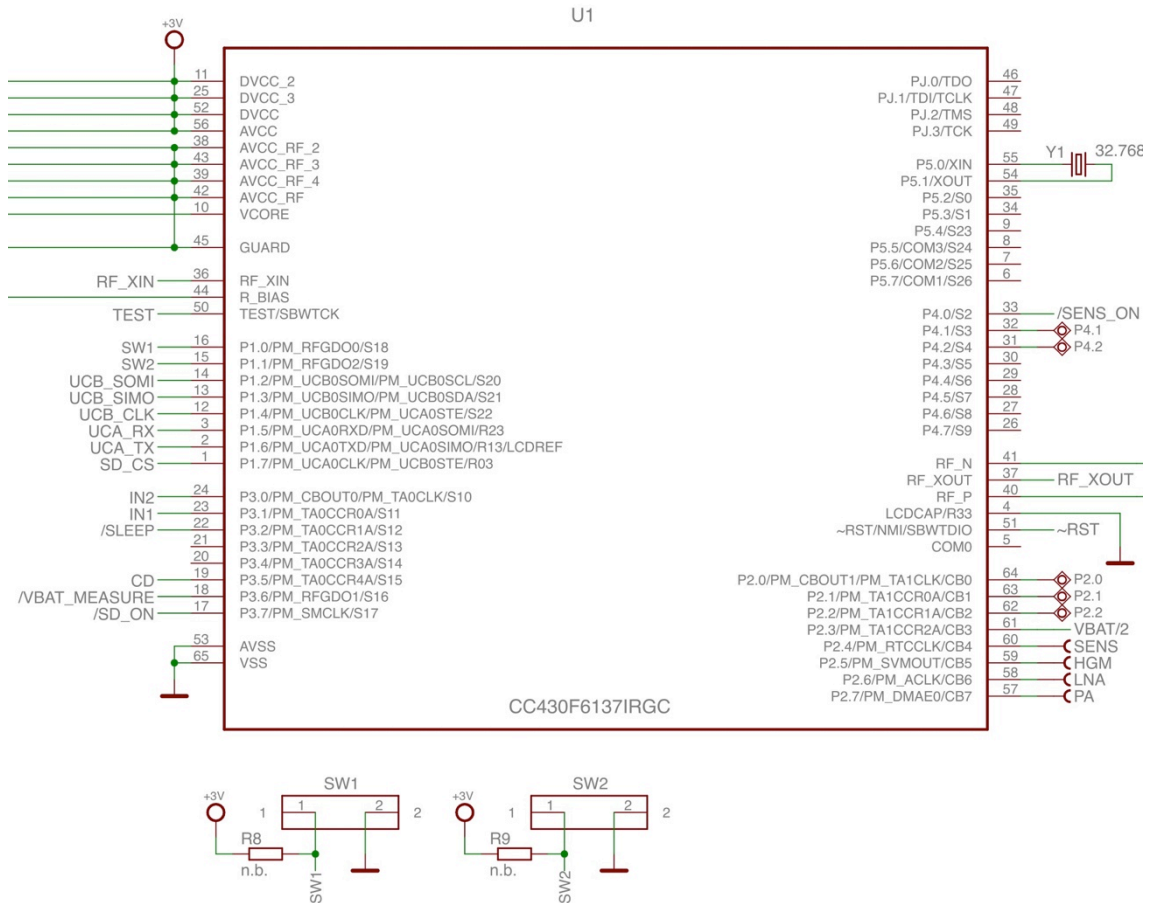 U1
+3V
11 DVCC_2
25 DVCC_3
52 DVCC
56 AVCC
38 AVCC_RF_2
43 AVCC_RF_3
39 AVCC_RF_4
42 AVCC_RF
10 VCORE
45 GUARD
RF_XIN 36 RF_XIN
44 R_BIAS
TEST 50 TEST/SBWTCK
SW1 16 P1.0/PM_RFGDO0/S18
SW2 15 P1.1/PM_RFGDO2/S19
UCB_SOMI 14 P1.2/PM_UCB0SOMI/PM_UCB0SCL/S20
UCB_SIMO 13 P1.3/PM_UCB0SIMO/PM_UCB0SDA/S21
UCB_CLK 12 P1.4/PM_UCB0CLK/PM_UCA0STE/S22
UCA_RX 3 P1.5/PM_UCA0RXD/PM_UCA0SOMI/R23
UCA_TX 2 P1.6/PM_UCA0TXD/PM_UCA0SIMO/R13/LCDREF
SD_CS 1 P1.7/PM_UCA0CLK/PM_UCB0STE/R03
IN2 24 P3.0/PM_CBOUT0/PM_TA0CLK/S10
IN1 23 P3.1/PM_TA0CCR0A/S11
/SLEEP 22 P3.2/PM_TA0CCR1A/S12
21 P3.3/PM_TA0CCR2A/S13
20 P3.4/PM_TA0CCR3A/S14
CD 19 P3.5/PM_TA0CCR4A/S15
/VBAT_MEASURE 18 P3.6/PM_RFGDO1/S16
/SD_ON 17 P3.7/PM_SMCLK/S17
53 AVSS
65 VSS
PJ.0/TDO 46
PJ.1/TDI/TCLK 47
PJ.2/TMS 48
PJ.3/TCK 49
P5.0/XIN 55 Y1 32.768
P5.1/XOUT 54
P5.2/S0 35
P5.3/S1 34
P5.4/S23 9
P5.5/COM3/S24 8
P5.6/COM2/S25 7
P5.7/COM1/S26 6
P4.0/S2 33 /SENS_ON
P4.1/S3 32 P4.1
P4.2/S4 31 P4.2
P4.3/S5 30
P4.4/S6 29
P4.5/S7 28
P4.6/S8 27
P4.7/S9 26
RF_N 41
RF_XOUT 37 RF_XOUT
RF_P 40
LCDCAP/R33 4
~RST/NMI/SBWTDIO 51 ~RST
COM0 5
P2.0/PM_CBOUT1/PM_TA1CLK/CB0 64 P2.0
P2.1/PM_TA1CCR0A/CB1 63 P2.1
P2.2/PM_TA1CCR1A/CB2 62 P2.2
P2.3/PM_TA1CCR2A/CB3 61 VBAT/2
P2.4/PM_RTCCLK/CB4 60 SENS
P2.5/PM_SVMOUT/CB5 59 HGM
P2.6/PM_ACLK/CB6 58 LNA
P2.7/PM_DMAE0/CB7 57 PA
CC430F6137IRGC
SW1
+3V 1 1 2 2
R8
n.b.
SW1
SW2
+3V 1 1 2 2
R9
n.b.
SW2